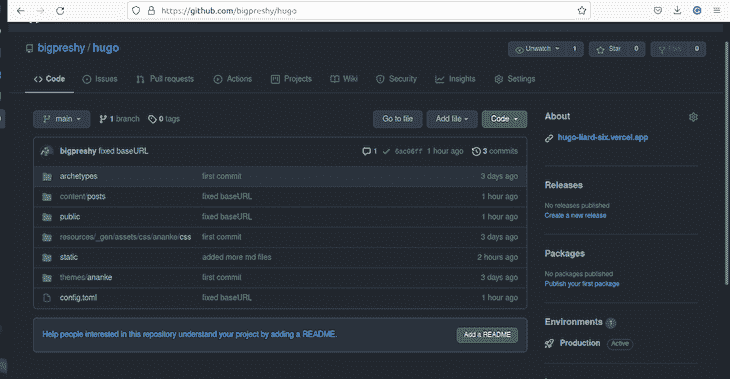 https://github.com/bigpreshy/hugo
bigpreshy / hugo
Unwatch 1 Star 0 Fork 0
Code Issues Pull requests Actions Projects Wiki Security Insights Settings
main 1 branch 0 tags Go to file Add file Code
bigpreshy fixed baseURL 1 1 hour ago 3 commits
archetypes first commit 3 days ago
content/posts fixed baseURL 1 hour ago
public fixed baseURL 1 hour ago
resources/_gen/assets/css/ananke/css first commit 3 days ago
static added more md files 2 hours ago
themes/ananke first commit 3 days ago
config.toml fixed baseURL 1 hour ago
Help people interested in this repository understand your project by adding a README. Add a README
About
hugo-liard-six.vercel.app
Releases
No releases published
Create a new release
Packages
No packages published
Publish your first package
Environments 1
Production Active